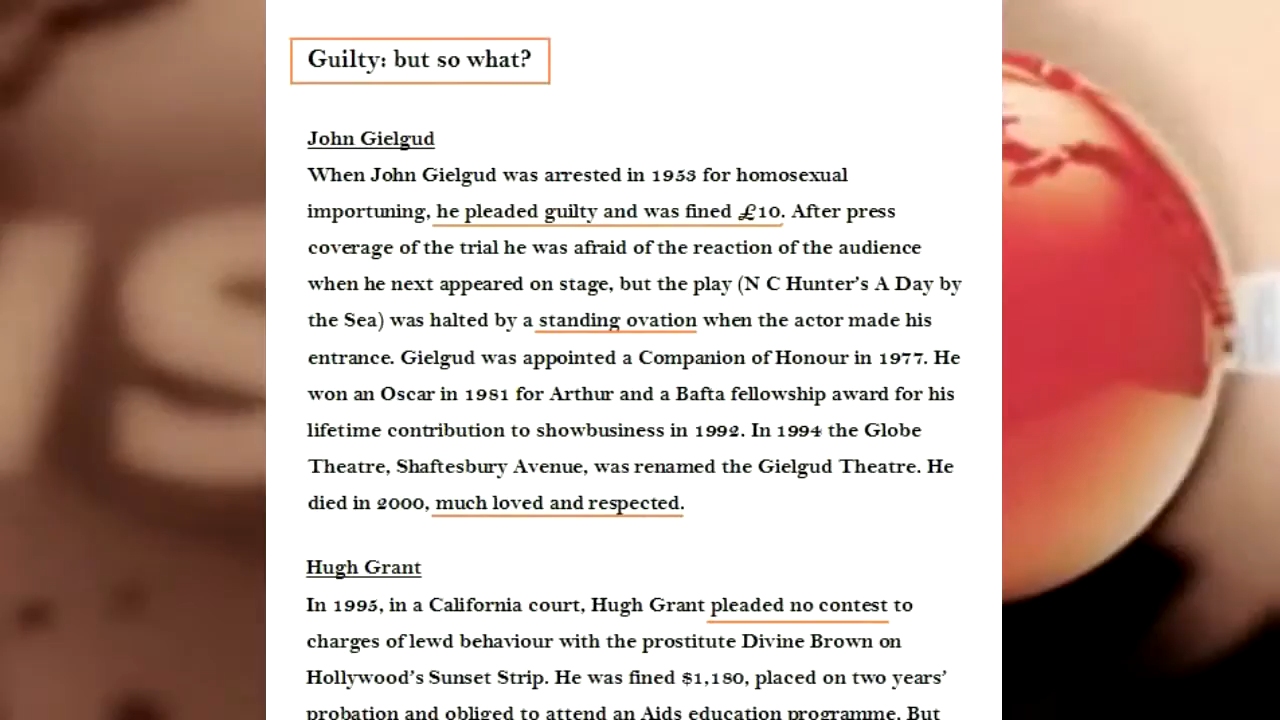 Guilty: but so what?
John Gielgud
When John Gielgud was arrested in 1953 for homosexual
importuning, he pleaded guilty and was fined £10. After press
coverage of the trial he was afraid of the reaction of the audience
when he next appeared on stage, but the play (N C Hunter's A Day by
the Sea) was halted by a standing ovation when the actor made his
entrance. Gielgud was appointed a Companion of Honour in 1977. He
won an Oscar in 1981 for Arthur and a Bafta fellowship award for his
lifetime contribution to showbusiness in 1992. In 1994 the Globe
Theatre, Shaftesbury Avenue, was renamed the Gielgud Theatre. He
died in 2000, much loved and respected.
Hugh Grant
In 1995, in a California court, Hugh Grant pleaded no contest to
charges of lewd behaviour with the prostitute Divine Brown on
Hollywood's Sunset Strip. He was fined $1,180, placed on two years'
probation and obliged to attend an Aids education programme. But